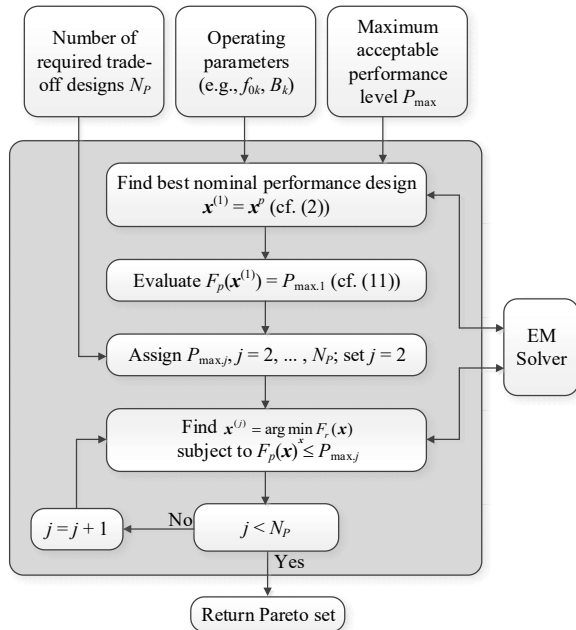 Number of
required trade-
off designs N_P
Operating
parameters
(e.g., f_0k, B_k)
Maximum
acceptable
performance
level P_max
Find best nominal performance design
x^(1) = x^p (cf. (2))
Evaluate F_p(x^(1)) = P_max.1 (cf. (11))
Assign P_max.j, j = 2, ... , N_P; set j = 2
EM
Solver
Find x^(j) = arg min F_r(x)
x
subject to F_p(x) ≤ P_max.j
j = j + 1
No
j < N_P
Yes
Return Pareto set